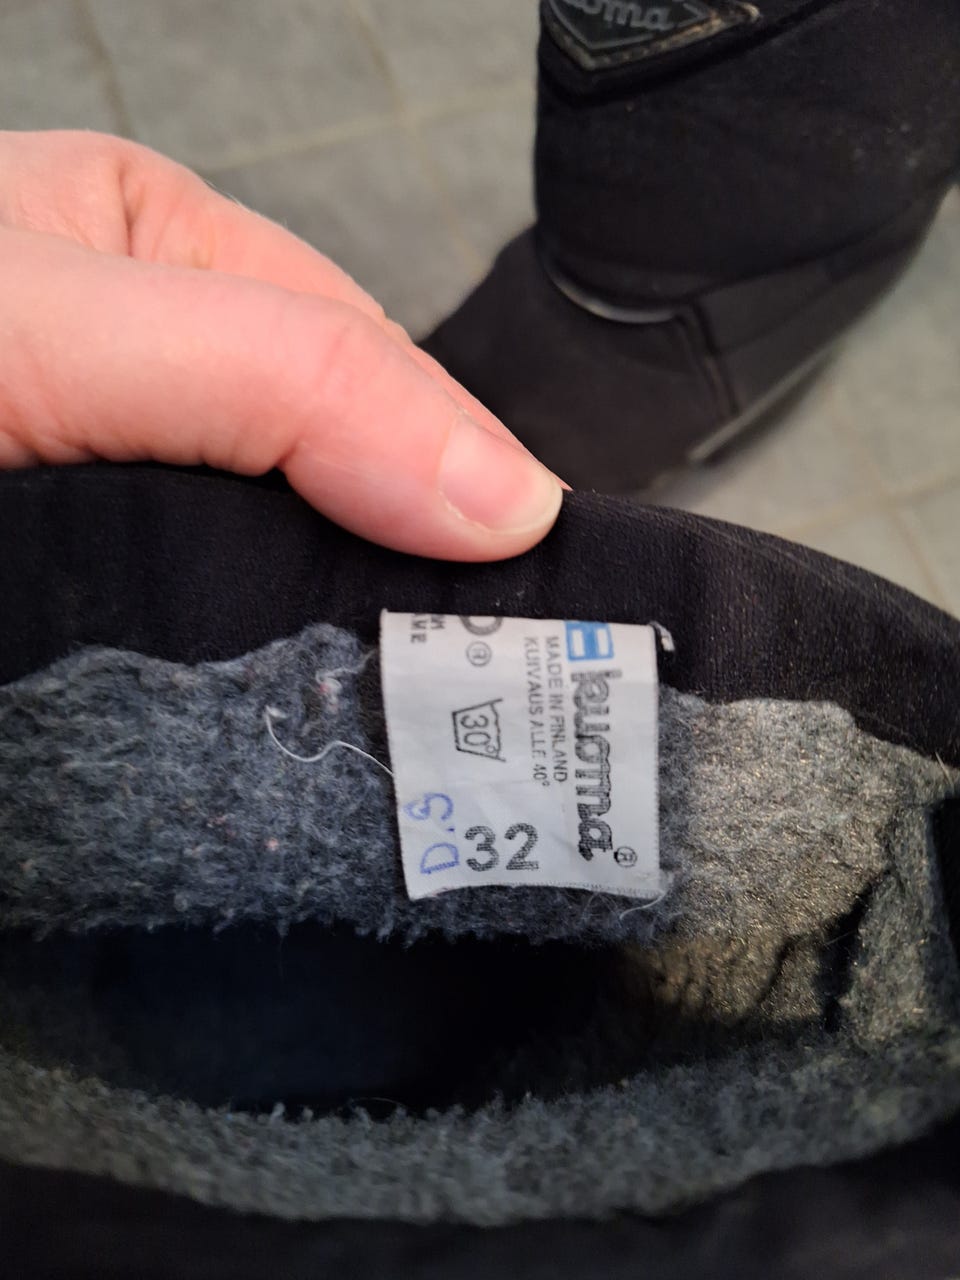 kuoma®
MADE IN FINLAND
KUIVAUS ALLE 40°
®
30°
32
D.S